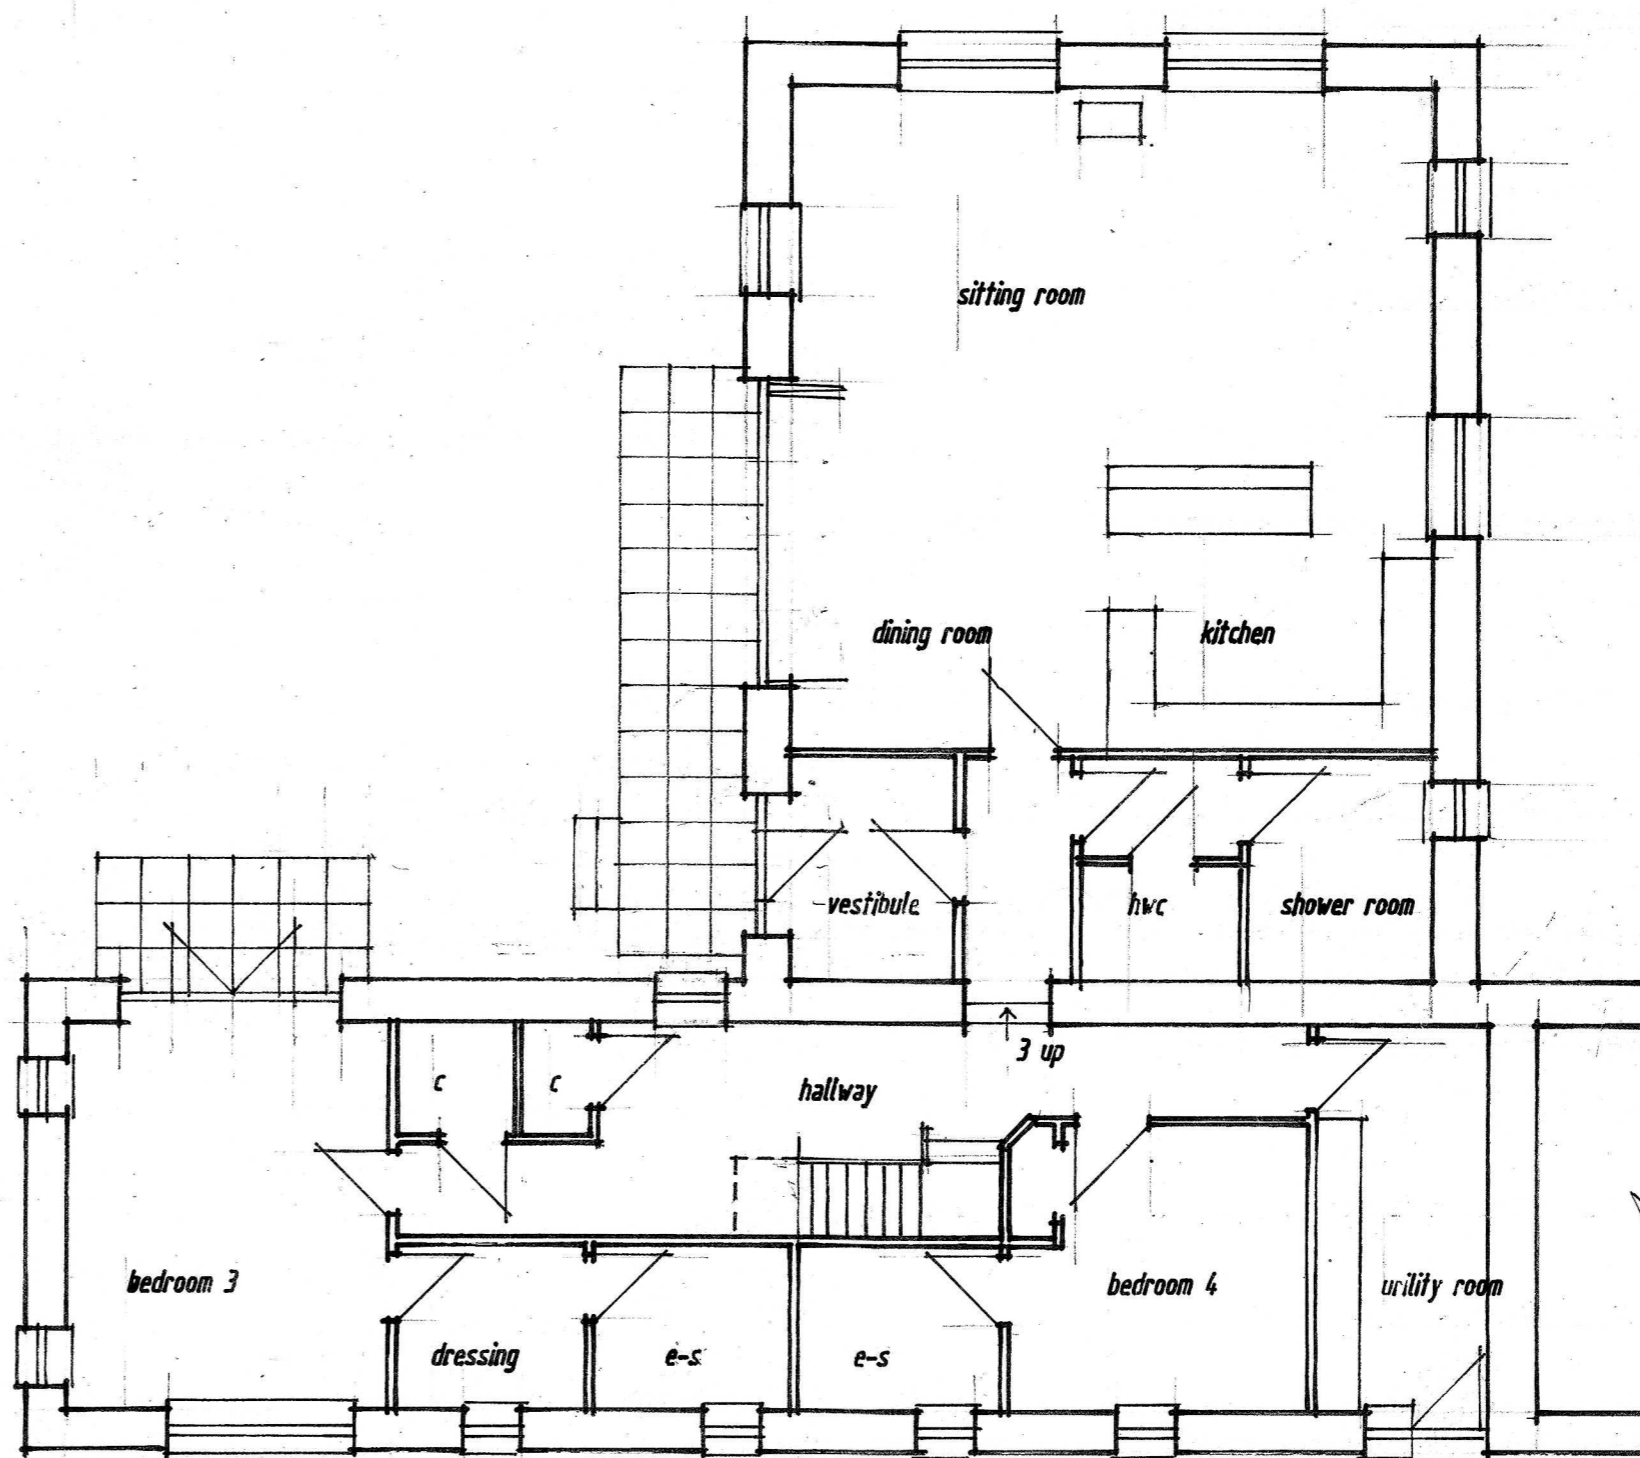 sitting room
dining room
kitchen
vestibule
hwc
shower room
3 up
c
c
hallway
bedroom 3
bedroom 4
utility room
dressing
e-s
e-s